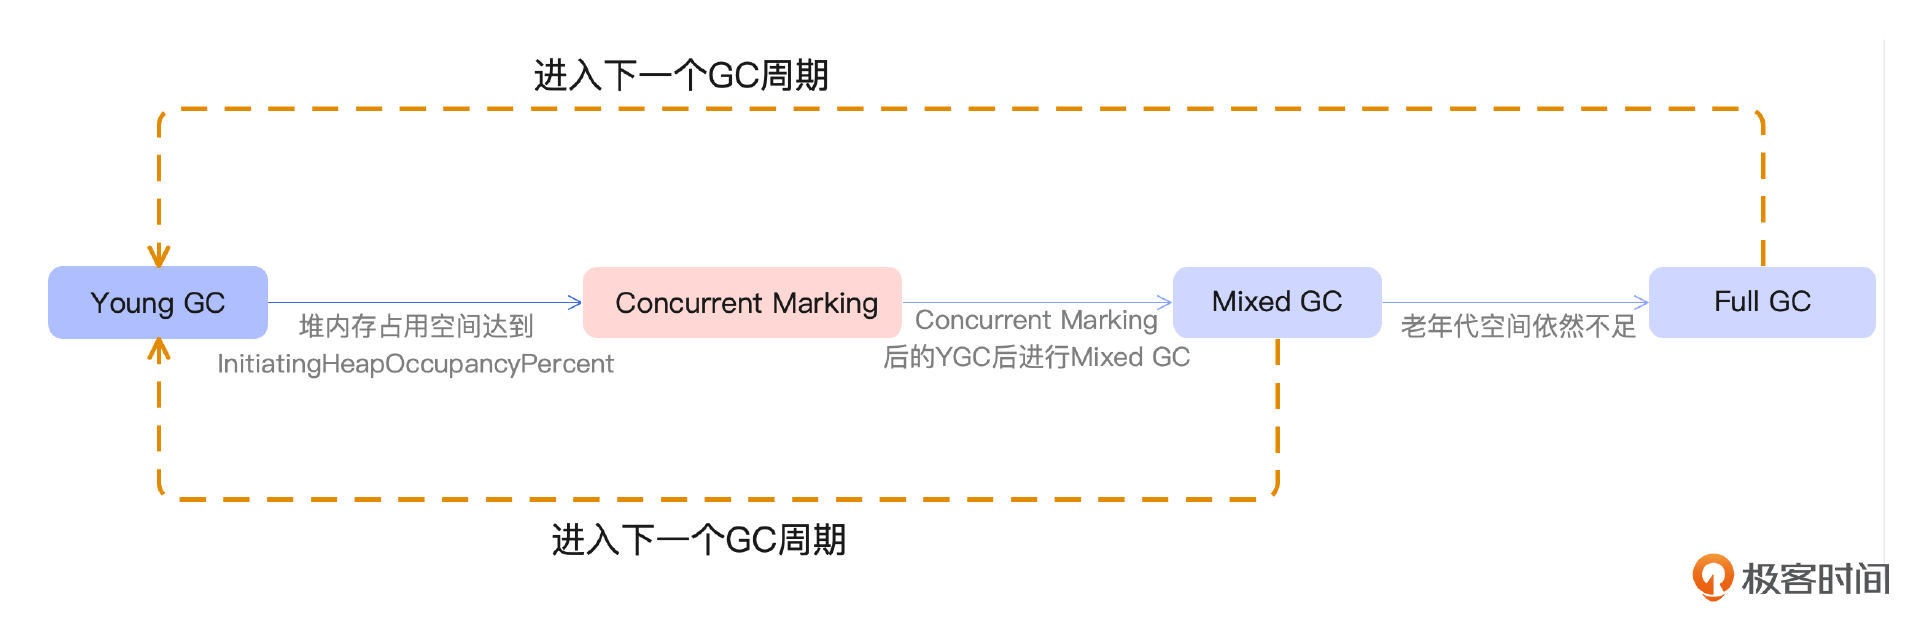 进入下一个GC周期
Young GC
堆内存占用空间达到
InitiatingHeapOccupancyPercent
Concurrent Marking
Concurrent Marking
后的YGC后进行Mixed GC
Mixed GC
老年代空间依然不足
Full GC
进入下一个GC周期
极客时间